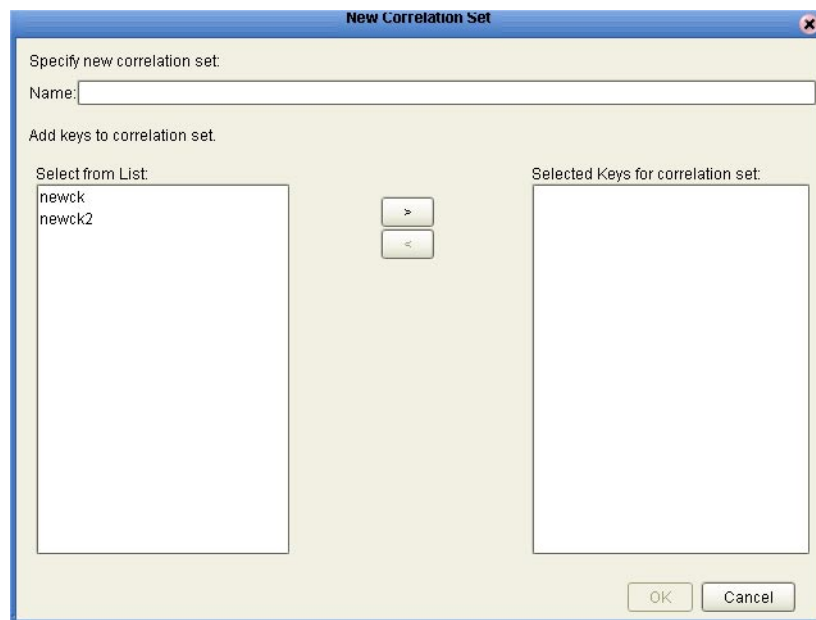 New Correlation Set
Specify new correlation set:
Name:
Add keys to correlation set.
Select from List:
newck
newck2
>
<
Selected Keys for correlation set:
OK
Cancel